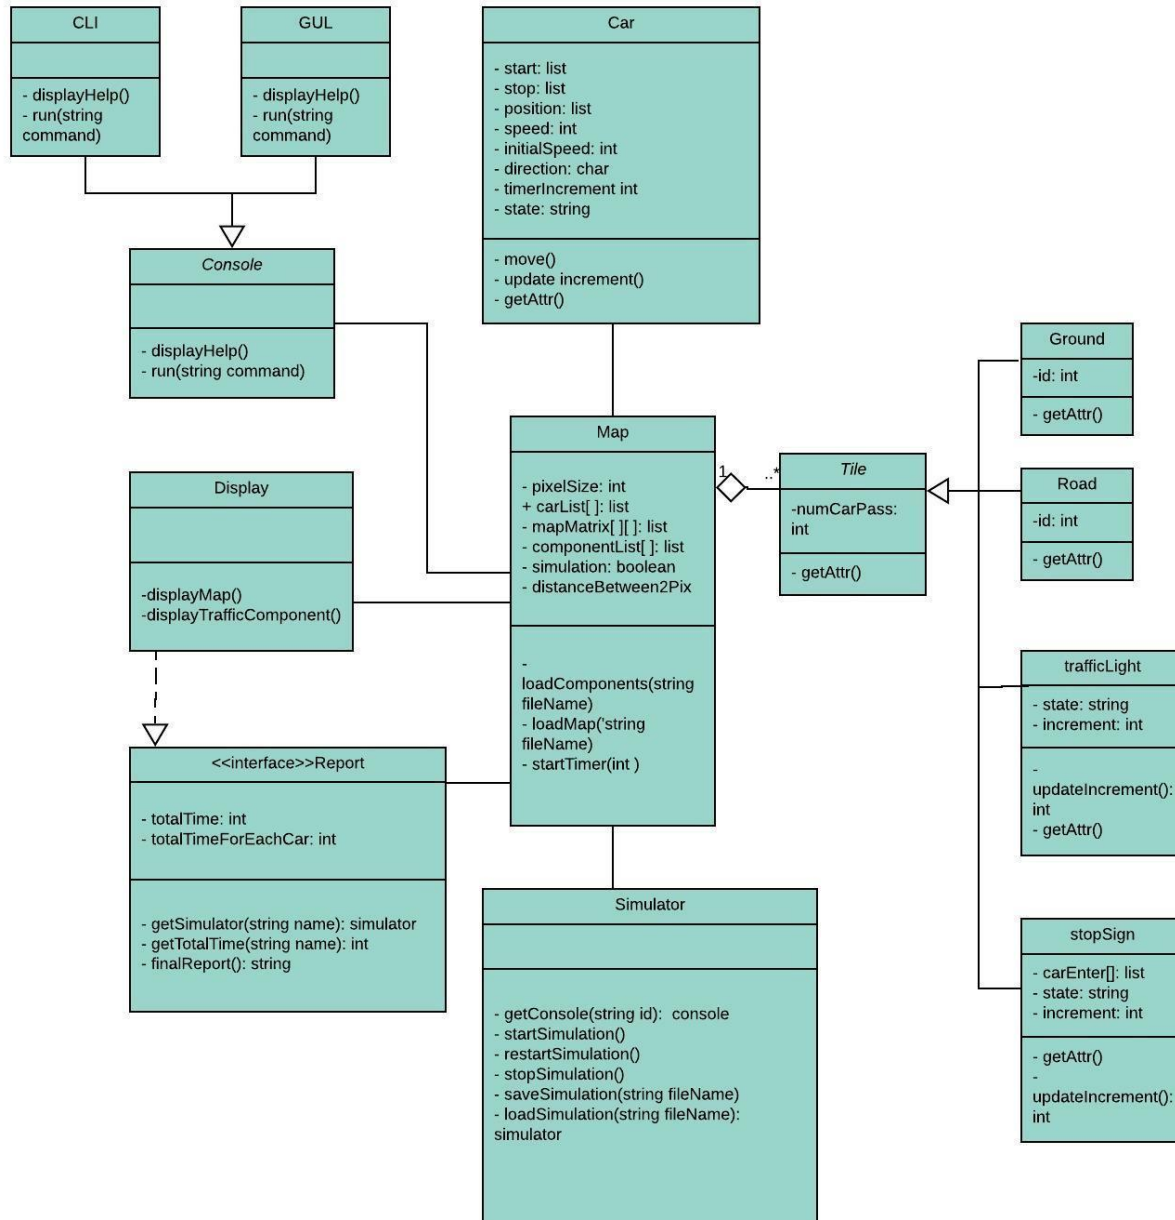 CLI
- displayHelp()
- run(string
command)
GUL
- displayHelp()
- run(string
command)
Car
- start: list
- stop: list
- position: list
- speed: int
- initialSpeed: int
- direction: char
- timerIncrement int
- state: string
- move()
- update increment()
- getAttr()
Console
- displayHelp()
- run(string command)
Display
-displayMap()
-displayTrafficComponent()
<<interface>>Report
- totalTime: int
- totalTimeForEachCar: int
- getSimulator(string name): simulator
- getTotalTime(string name): int
- finalReport(): string
Map
- pixelSize: int
+ carList[ ]: list
- mapMatrix[ ][ ]: list
- componentList[ ]: list
- simulation: boolean
- distanceBetween2Pix
-
loadComponents(string
fileName)
- loadMap('string
fileName)
- startTimer(int )
1
..*
Tile
-numCarPass:
int
- getAttr()
Simulator
- getConsole(string id):  console
- startSimulation()
- restartSimulation()
- stopSimulation()
- saveSimulation(string fileName)
- loadSimulation(string fileName):
simulator
Ground
-id: int
- getAttr()
Road
-id: int
- getAttr()
trafficLight
- state: string
- increment: int
-
updateIncrement():
int
- getAttr()
stopSign
- carEnter[]: list
- state: string
- increment: int
- getAttr()
-
updateIncrement():
int